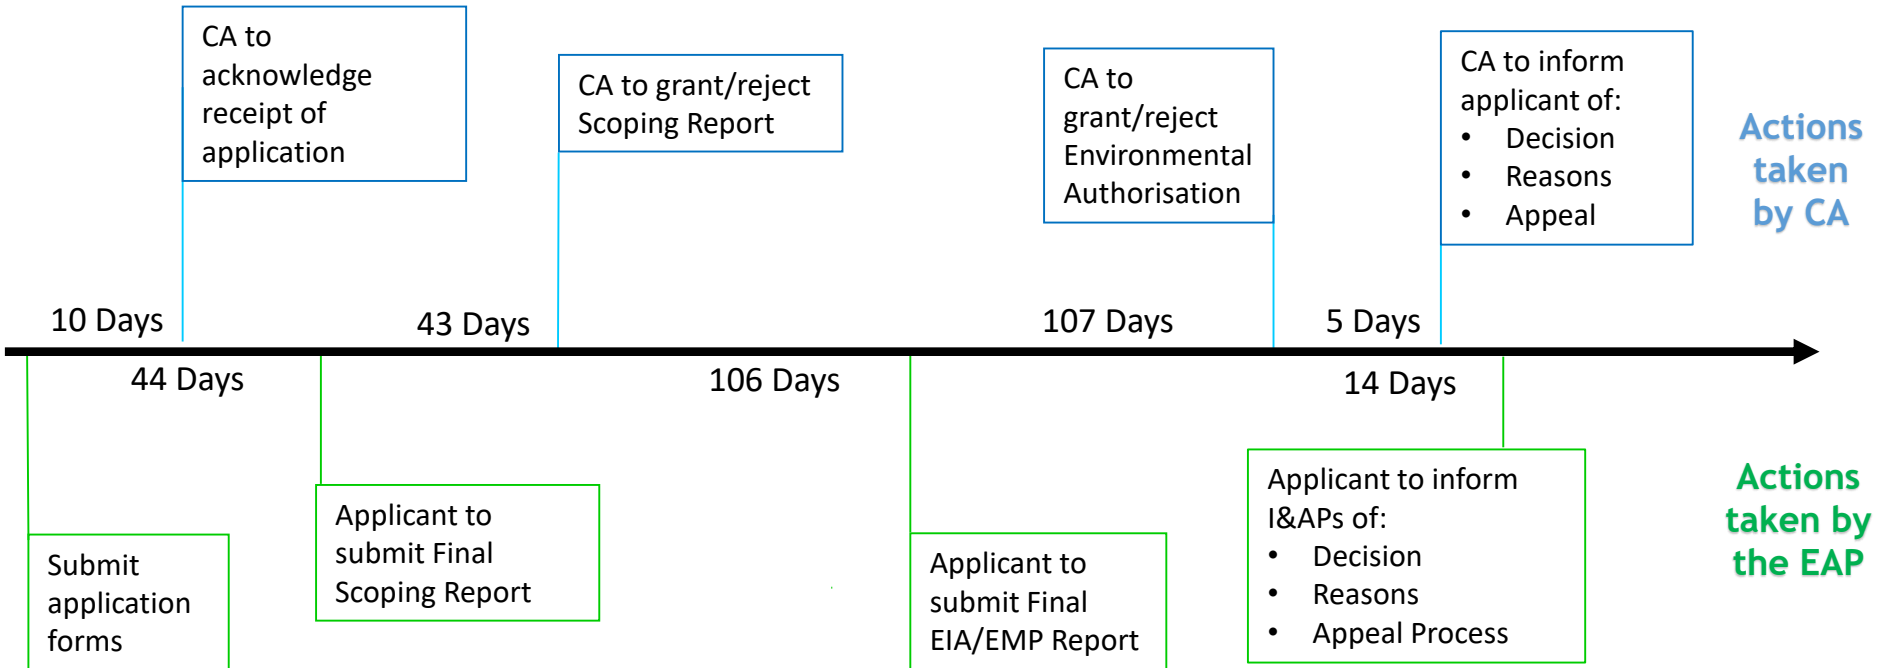 CA to
acknowledge
receipt of
application
CA to grant/reject
Scoping Report
CA to
grant/reject
Environmental
Authorisation
CA to inform
applicant of:
• Decision
• Reasons
• Appeal
Actions
taken
by CA
10 Days
43 Days
107 Days
5 Days
44 Days
106 Days
14 Days
Submit
application
forms
Applicant to
submit Final
Scoping Report
Applicant to
submit Final
EIA/EMP Report
Applicant to inform
I&APs of:
• Decision
• Reasons
• Appeal Process
Actions
taken by
the EAP